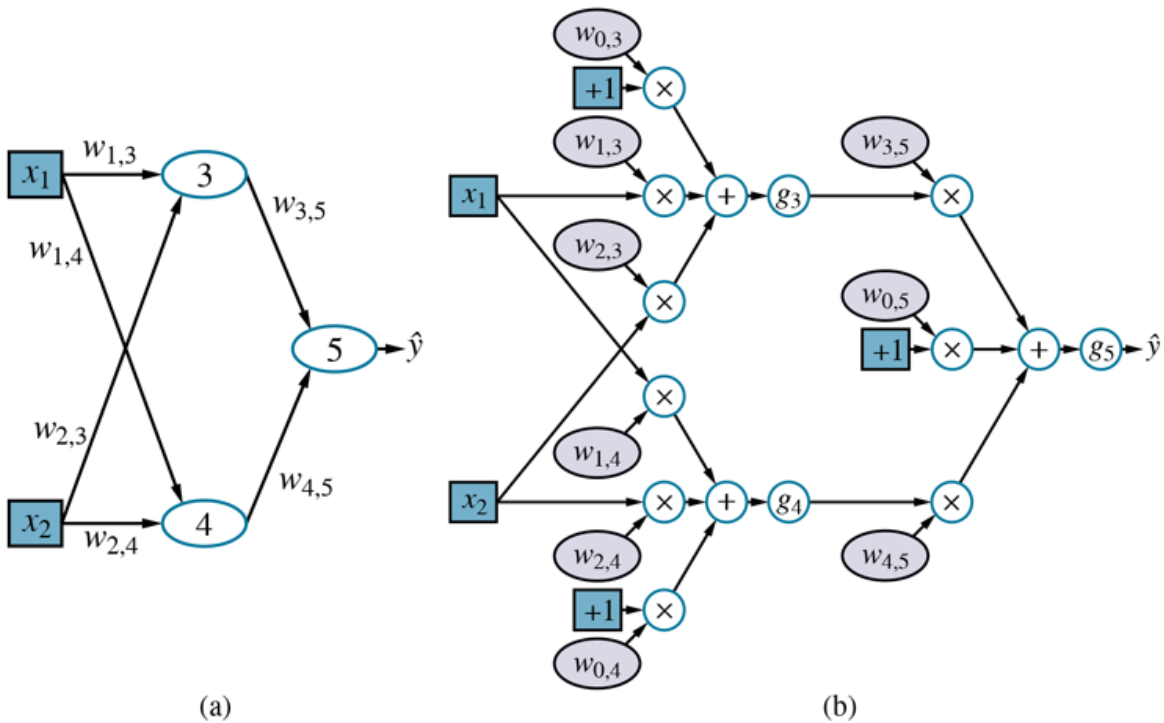 w0,3
+1 ×
w1,3 w3,5
x1 w1,3 3 x1 × + g3 ×
w3,5
w1,4 w2,3
× w0,5
5 ŷ +1 × + g5 ŷ
×
w2,3 w1,4
w4,5
x2 4 x2 × + g4 ×
w2,4 w2,4 w4,5
+1 ×
w0,4
(a) (b)